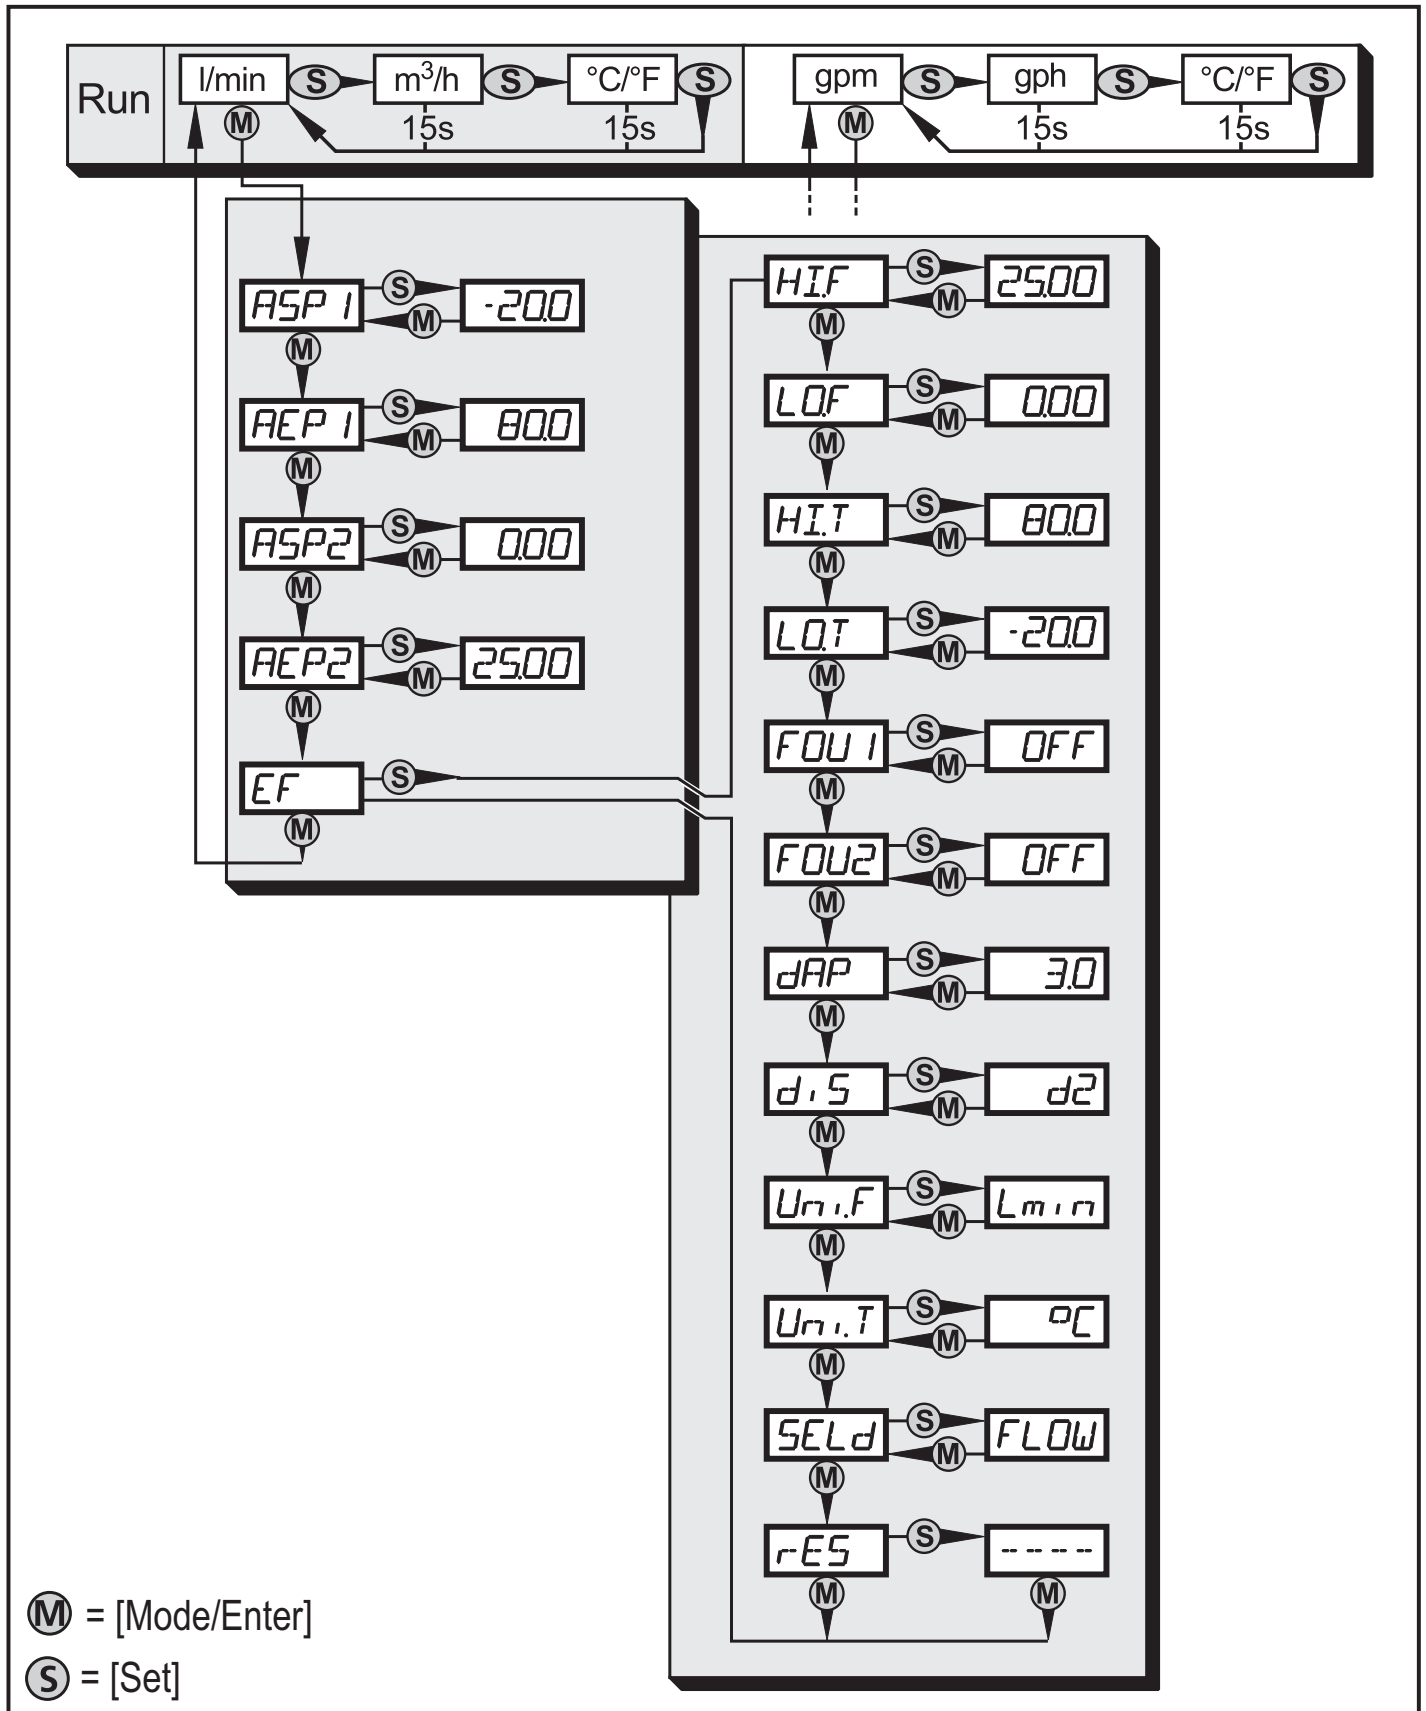 Run l/min S m³/h S °C/°F S gpm S gph S °C/°F S
M 15s 15s M 15s 15s
ASP1 S -20.0
M
M
AEP1 S 80.0
M
M
ASP2 S 0.00
M
M
AEP2 S 25.00
M
M
EF S
M
HI.F S 25.00
M
M
LO.F S 0.00
M
M
HI.T S 80.0
M
M
LO.T S -20.0
M
M
FOU1 S OFF
M
M
FOU2 S OFF
M
M
dAP S 3.0
M
M
diS S d2
M
M
Uni.F S Lmin
M
M
Uni.T S °C
M
M
SELd S FLOW
M
M
rES S ----
M M
M = [Mode/Enter]
S = [Set]